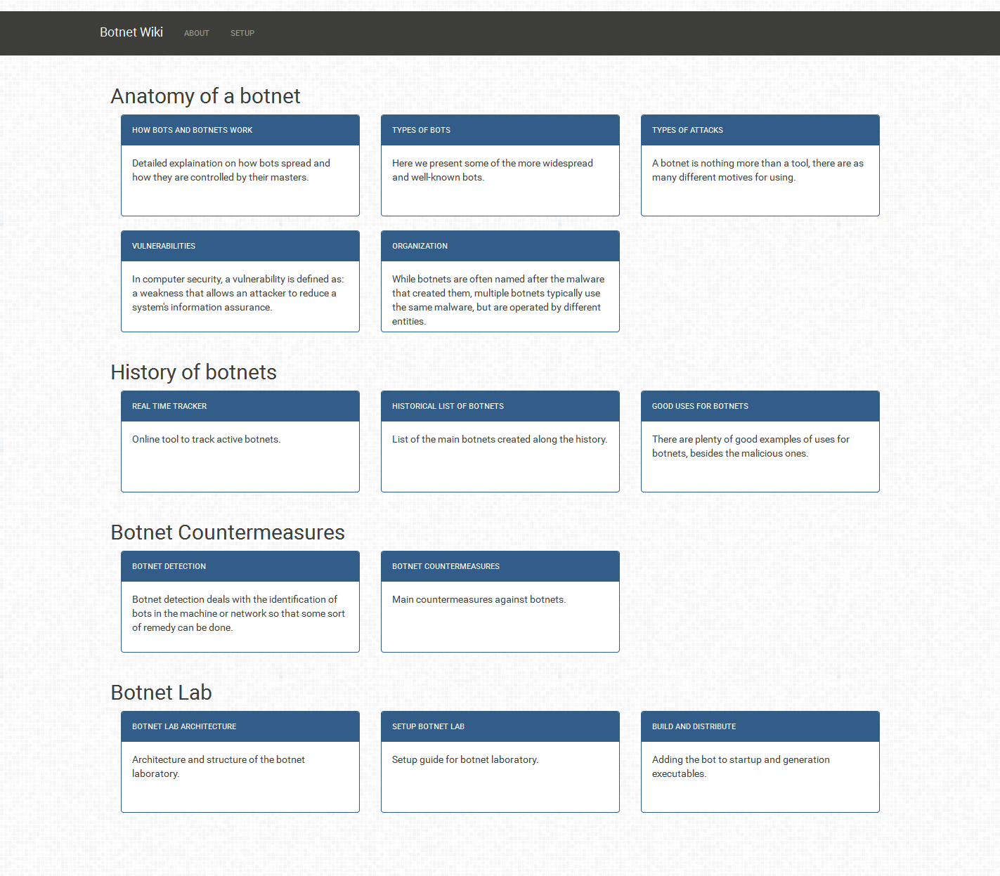 Botnet Wiki ABOUT SETUP
Anatomy of a botnet
HOW BOTS AND BOTNETS WORK
Detailed explaination on how bots spread and
how they are controlled by their masters.
TYPES OF BOTS
Here we present some of the more widespread
and well-known bots.
TYPES OF ATTACKS
A botnet is nothing more than a tool, there are as
many different motives for using.
VULNERABILITIES
In computer security, a vulnerability is defined as:
a weakness that allows an attacker to reduce a
system's information assurance.
ORGANIZATION
While botnets are often named after the malware
that created them, multiple botnets typically use
the same malware, but are operated by different
entities.
History of botnets
REAL TIME TRACKER
Online tool to track active botnets.
HISTORICAL LIST OF BOTNETS
List of the main botnets created along the history.
GOOD USES FOR BOTNETS
There are plenty of good examples of uses for
botnets, besides the malicious ones.
Botnet Countermeasures
BOTNET DETECTION
Botnet detection deals with the identification of
bots in the machine or network so that some sort
of remedy can be done.
BOTNET COUNTERMEASURES
Main countermeasures against botnets.
Botnet Lab
BOTNET LAB ARCHITECTURE
Architecture and structure of the botnet
laboratory.
SETUP BOTNET LAB
Setup guide for botnet laboratory.
BUILD AND DISTRIBUTE
Adding the bot to startup and generation
executables.